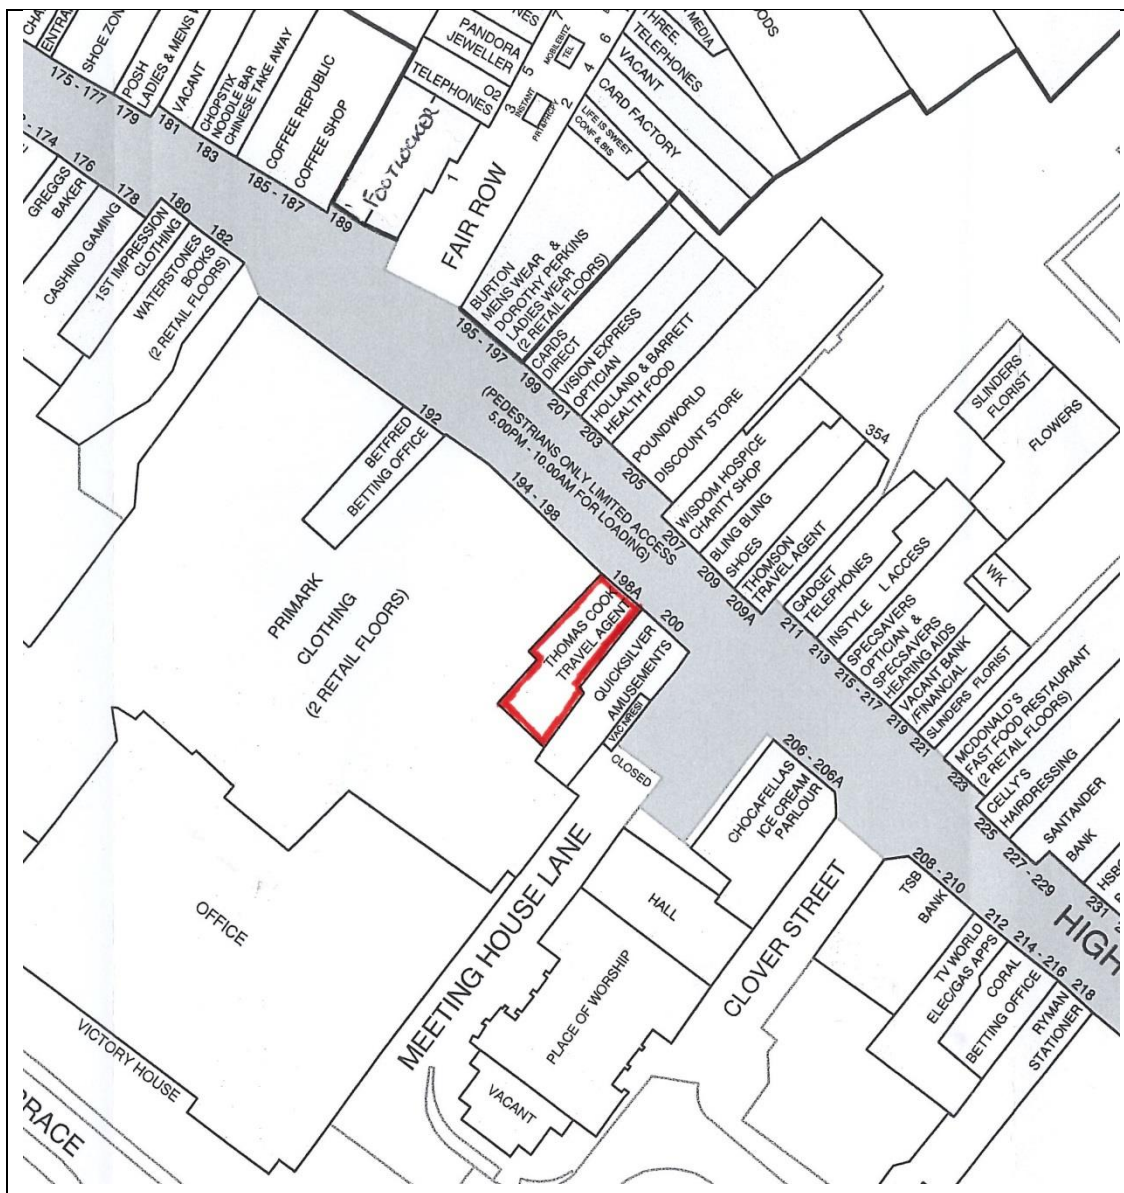 ENTRA
SHOE ZON
175 - 177
POSH
LADIES & MENS W
179
VACANT
181
CHOPSTIX
NOODLE BAR
CHINESE TAKE AWAY
183
COFFEE REPUBLIC
COFFEE SHOP
185 - 187
189
FOOTLOCKER
PANDORA
JEWELLER
O2
TELEPHONES
7
5
3
1
MOBILEBITZ
TEL
INSTANT
6
4
2
FAIR ROW
THREE.
TELEPHONES
MEDIA
ODS
VACANT
CARD FACTORY
LIFE IS SWEET
CONF & BIS
BURTON
MENS WEAR &
DOROTHY PERKINS
LADIES WEAR
(2 RETAIL FLOORS)
195 - 197
CARDS
DIRECT
199
VISION EXPRESS
OPTICIAN
201
HOLLAND & BARRETT
HEALTH FOOD
203
POUNDWORLD
DISCOUNT STORE
205
(PEDESTRIANS ONLY LIMITED ACCESS
5.00PM - 10.00AM FOR LOADING)
WISDOM HOSPICE
CHARITY SHOP
207
BLING BLING
SHOES
209
THOMSON
TRAVEL AGENT
209A
354
GADGET
TELEPHONES
211
INSTYLE L.ACCESS
213
SPECSAVERS
OPTICIAN &
SPECSAVERS
HEARING AIDS
215 - 217
VACANT BANK
/FINANCIAL
219
SLINDERS FLORIST
221
SLINDERS
FLORIST
FLOWERS
WK
MCDONALD'S
FAST FOOD RESTAURANT
(2 RETAIL FLOORS)
223
CELLY'S
HAIRDRESSING
225
SANTANDER
BANK
227 - 229
HSBC
231
HIGH
- 174
GREGGS
BAKER
176
CASHINO GAMING
178
1ST IMPRESSION
CLOTHING
180
WATERSTONES
BOOKS
(2 RETAIL FLOORS)
182
BETFRED
BETTING OFFICE
192
PRIMARK
CLOTHING
(2 RETAIL FLOORS)
194 - 198
THOMAS COOK
TRAVEL AGENT
198A
QUICKSILVER
AMUSEMENTS
200
CLOSED
MEETING HOUSE LANE
CHOCAFELLAS
ICE CREAM
PARLOUR
206 - 206A
HALL
PLACE OF WORSHIP
VACANT
CLOVER STREET
TSB
BANK
208 - 210
TV WORLD
ELEC/GAS APPS
212
CORAL
BETTING OFFICE
214 - 216
RYMAN
STATIONER
218
OFFICE
VICTORY HOUSE
RRACE